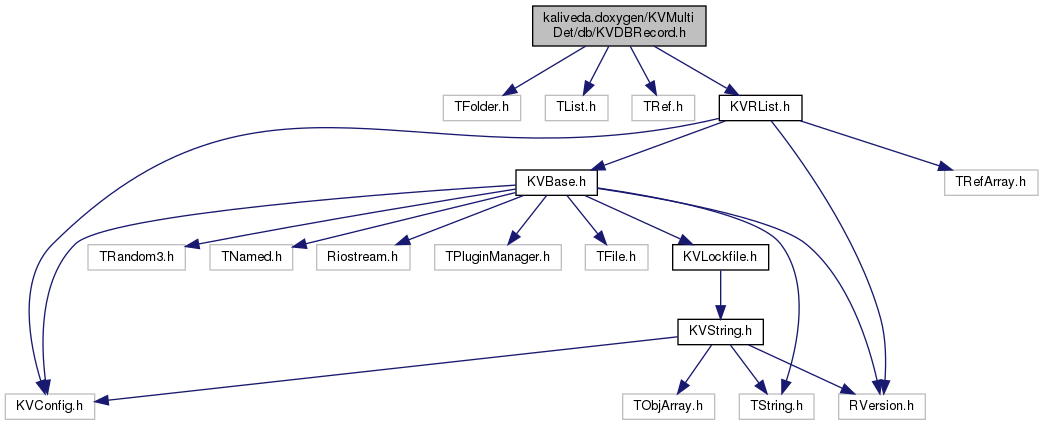 kaliveda.doxygen/KVMulti
Det/db/KVDBRecord.h
TFolder.h
TList.h
TRef.h
KVRList.h
KVBase.h
TRefArray.h
TRandom3.h
TNamed.h
Riostream.h
TPluginManager.h
TFile.h
KVLockfile.h
KVString.h
KVConfig.h
TObjArray.h
TString.h
RVersion.h